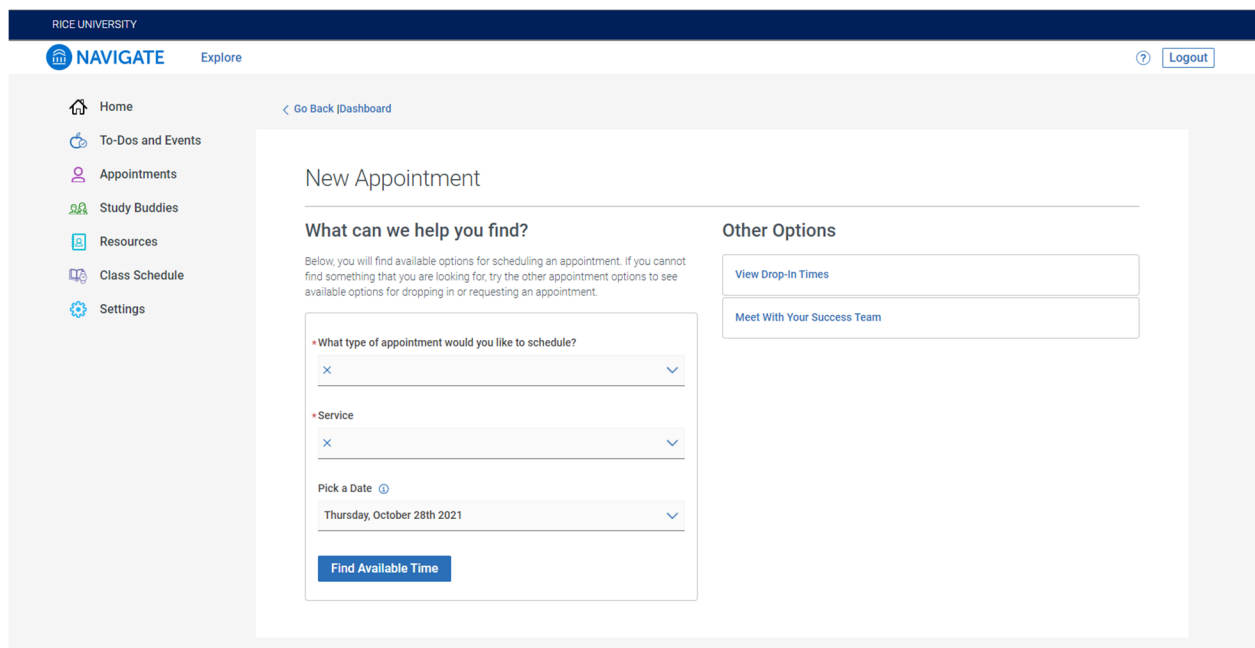 RICE UNIVERSITY
NAVIGATE
Explore
?
Logout
Home
To-Dos and Events
Appointments
Study Buddies
Resources
Class Schedule
Settings
Go Back |Dashboard
New Appointment
What can we help you find?
Below, you will find available options for scheduling an appointment. If you cannot
find something that you are looking for, try the other appointment options to see
available options for dropping in or requesting an appointment.
*What type of appointment would you like to schedule?
*Service
Pick a Date
Thursday, October 28th 2021
Find Available Time
Other Options
View Drop-In Times
Meet With Your Success Team